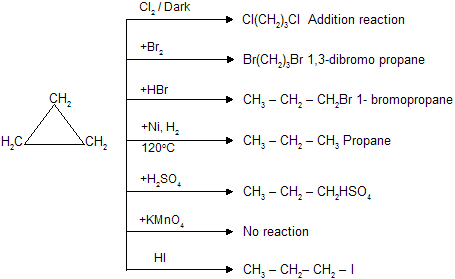 Cl₂ / Dark
Cl(CH₂)₃Cl Addition reaction
+Br₂
Br(CH₂)₃Br 1,3-dibromo propane
+HBr
CH₃ – CH₂ – CH₂Br 1- bromopropane
CH₂
H₂C
CH₂
+Ni, H₂
120°C
CH₃ – CH₂ – CH₃ Propane
+H₂SO₄
CH₃ – CH₂ – CH₂HSO₄
+KMnO₄
No reaction
HI
CH₃ – CH₂– CH₂ – I